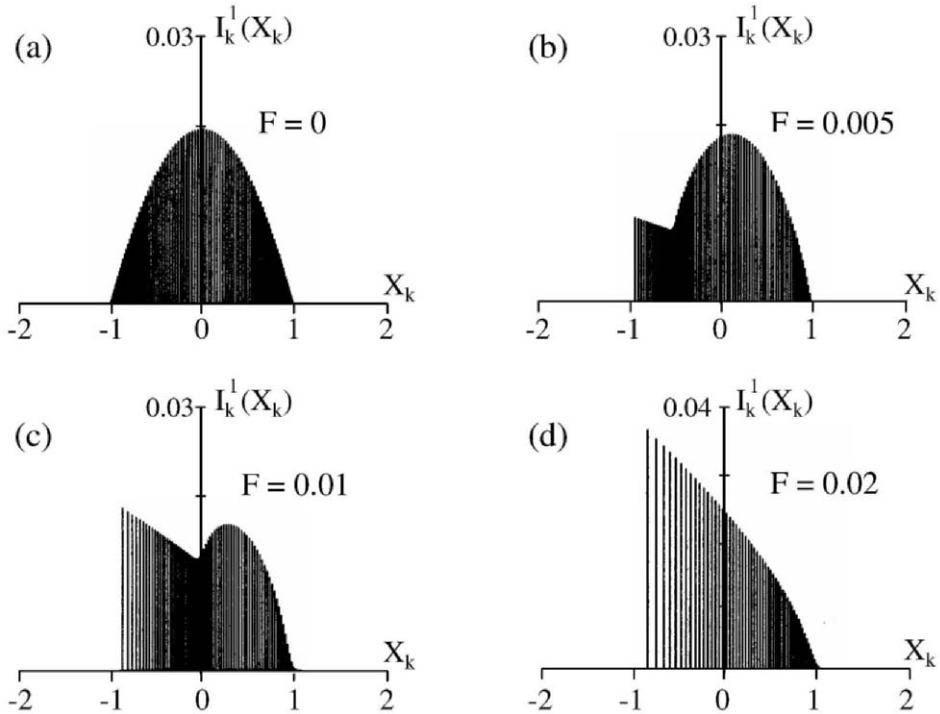 (a)
0.03
I_k^1(X_k)
F = 0
X_k
-2 -1 0 1 2
(b)
0.03
I_k^1(X_k)
F = 0.005
X_k
-2 -1 0 1 2
(c)
0.03
I_k^1(X_k)
F = 0.01
X_k
-2 -1 0 1 2
(d)
0.04
I_k^1(X_k)
F = 0.02
X_k
-2 -1 0 1 2